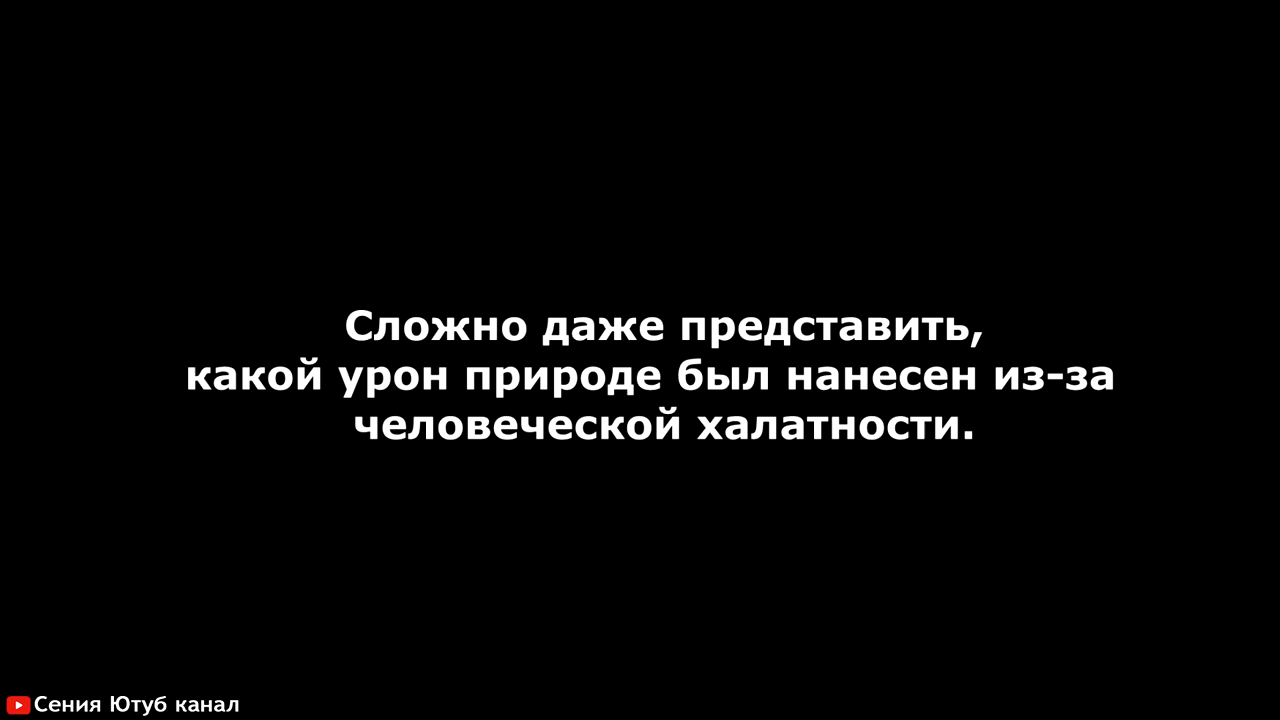 Сложно даже представить,
какой урон природе был нанесен из-за
человеческой халатности.
Сения Ютуб канал